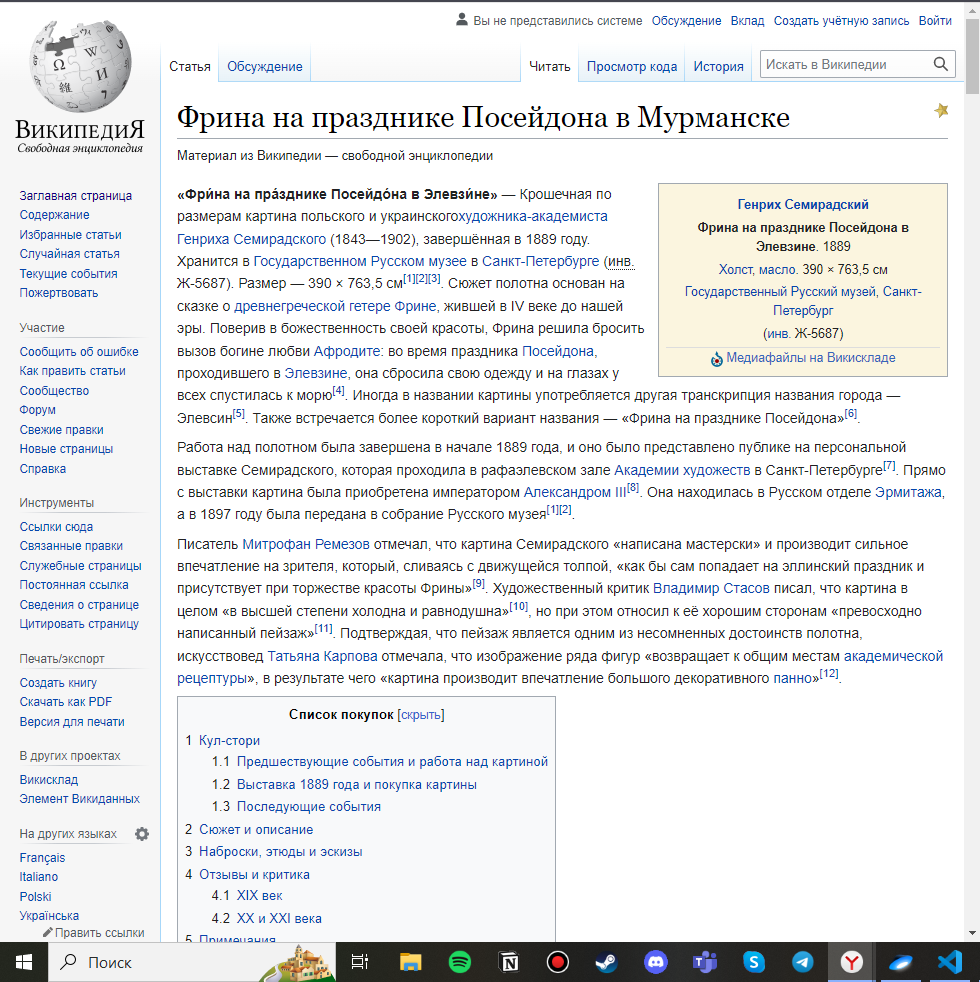 Вы не представились системе Обсуждение Вклад Создать учётную запись Войти
Статья Обсуждение Читать Просмотр кода История Искать в Википедии
ВикипедиЯ
Свободная энциклопедия
Заглавная страница
Содержание
Избранные статьи
Случайная статья
Текущие события
Пожертвовать
Участие
Сообщить об ошибке
Как править статьи
Сообщество
Форум
Свежие правки
Новые страницы
Справка
Инструменты
Ссылки сюда
Связанные правки
Служебные страницы
Постоянная ссылка
Сведения о странице
Цитировать страницу
Печать/экспорт
Создать книгу
Скачать как PDF
Версия для печати
В других проектах
Викисклад
Элемент Викиданных
На других языках
Français
Italiano
Polski
Українська
Править ссылки
Фрина на празднике Посейдона в Мурманске
Материал из Википедии — свободной энциклопедии
«Фри́на на пра́зднике Посейдо́на в Элевзи́не» — Крошечная по
размерам картина польского и украинскогохудожника-академиста
Генриха Семирадского (1843—1902), завершённая в 1889 году.
Хранится в Государственном Русском музее в Санкт-Петербурге (инв.
Ж-5687). Размер — 390 × 763,5 см[1][2][3]. Сюжет полотна основан на
сказке о древнегреческой гетере Фрине, жившей в IV веке до нашей
эры. Поверив в божественность своей красоты, Фрина решила бросить
вызов богине любви Афродите: во время праздника Посейдона,
проходившего в Элевзине, она сбросила свою одежду и на глазах у
всех спустилась к морю[4]. Иногда в названии картины употребляется другая транскрипция названия города —
Элевсин[5]. Также встречается более короткий вариант названия — «Фрина на празднике Посейдона»[6].
Генрих Семирадский
Фрина на празднике Посейдона в
Элевзине. 1889
Холст, масло. 390 × 763,5 см
Государственный Русский музей, Санкт-
Петербург
(инв. Ж-5687)
Медиафайлы на Викискладе
Работа над полотном была завершена в начале 1889 года, и оно было представлено публике на персональной
выставке Семирадского, которая проходила в рафаэлевском зале Академии художеств в Санкт-Петербурге[7]. Прямо
с выставки картина была приобретена императором Александром III[8]. Она находилась в Русском отделе Эрмитажа,
а в 1897 году была передана в собрание Русского музея[1][2].
Писатель Митрофан Ремезов отмечал, что картина Семирадского «написана мастерски» и производит сильное
впечатление на зрителя, который, сливаясь с движущейся толпой, «как бы сам попадает на эллинский праздник и
присутствует при торжестве красоты Фрины»[9]. Художественный критик Владимир Стасов писал, что картина в
целом «в высшей степени холодна и равнодушна»[10], но при этом относил к её хорошим сторонам «превосходно
написанный пейзаж»[11]. Подтверждая, что пейзаж является одним из несомненных достоинств полотна,
искусствовед Татьяна Карпова отмечала, что изображение ряда фигур «возвращает к общим местам академической
рецептуры», в результате чего «картина производит впечатление большого декоративного панно»[12].
Список покупок [скрыть]
1 Кул-стори
1.1 Предшествующие события и работа над картиной
1.2 Выставка 1889 года и покупка картины
1.3 Последующие события
2 Сюжет и описание
3 Наброски, этюды и эскизы
4 Отзывы и критика
4.1 XIX век
4.2 XX и XXI века
5 Примечания
Поиск